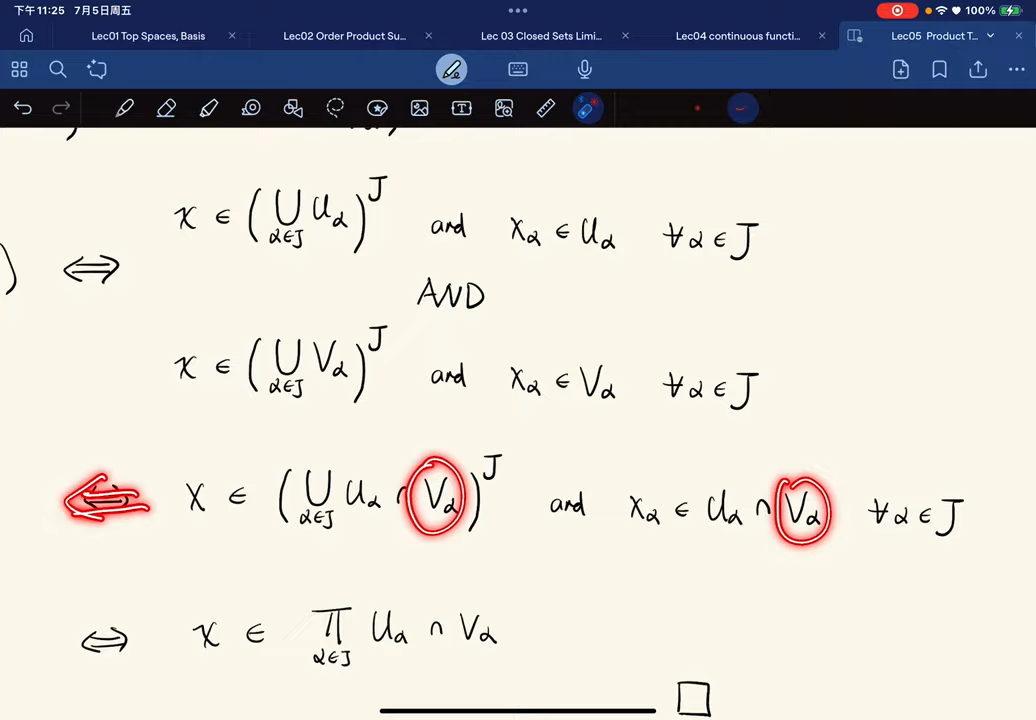 下午11:25 7月5日周五 100%
Lec01 Top Spaces, Basis Lec02 Order Product Su... Lec 03 Closed Sets Limi... Lec04 continuous functi... Lec05 Product T...
x ∈ (⋃_{α∈J} U_α)^J and x_α ∈ U_α ∀α ∈ J
⟺
AND
x ∈ (⋃_{α∈J} V_α)^J and x_α ∈ V_α ∀α ∈ J
⟺ x ∈ (⋃_{α∈J} U_α ∩ V_α)^J and x_α ∈ U_α ∩ V_α ∀α ∈ J
⟺ x ∈ ∏_{α∈J} U_α ∩ V_α
□